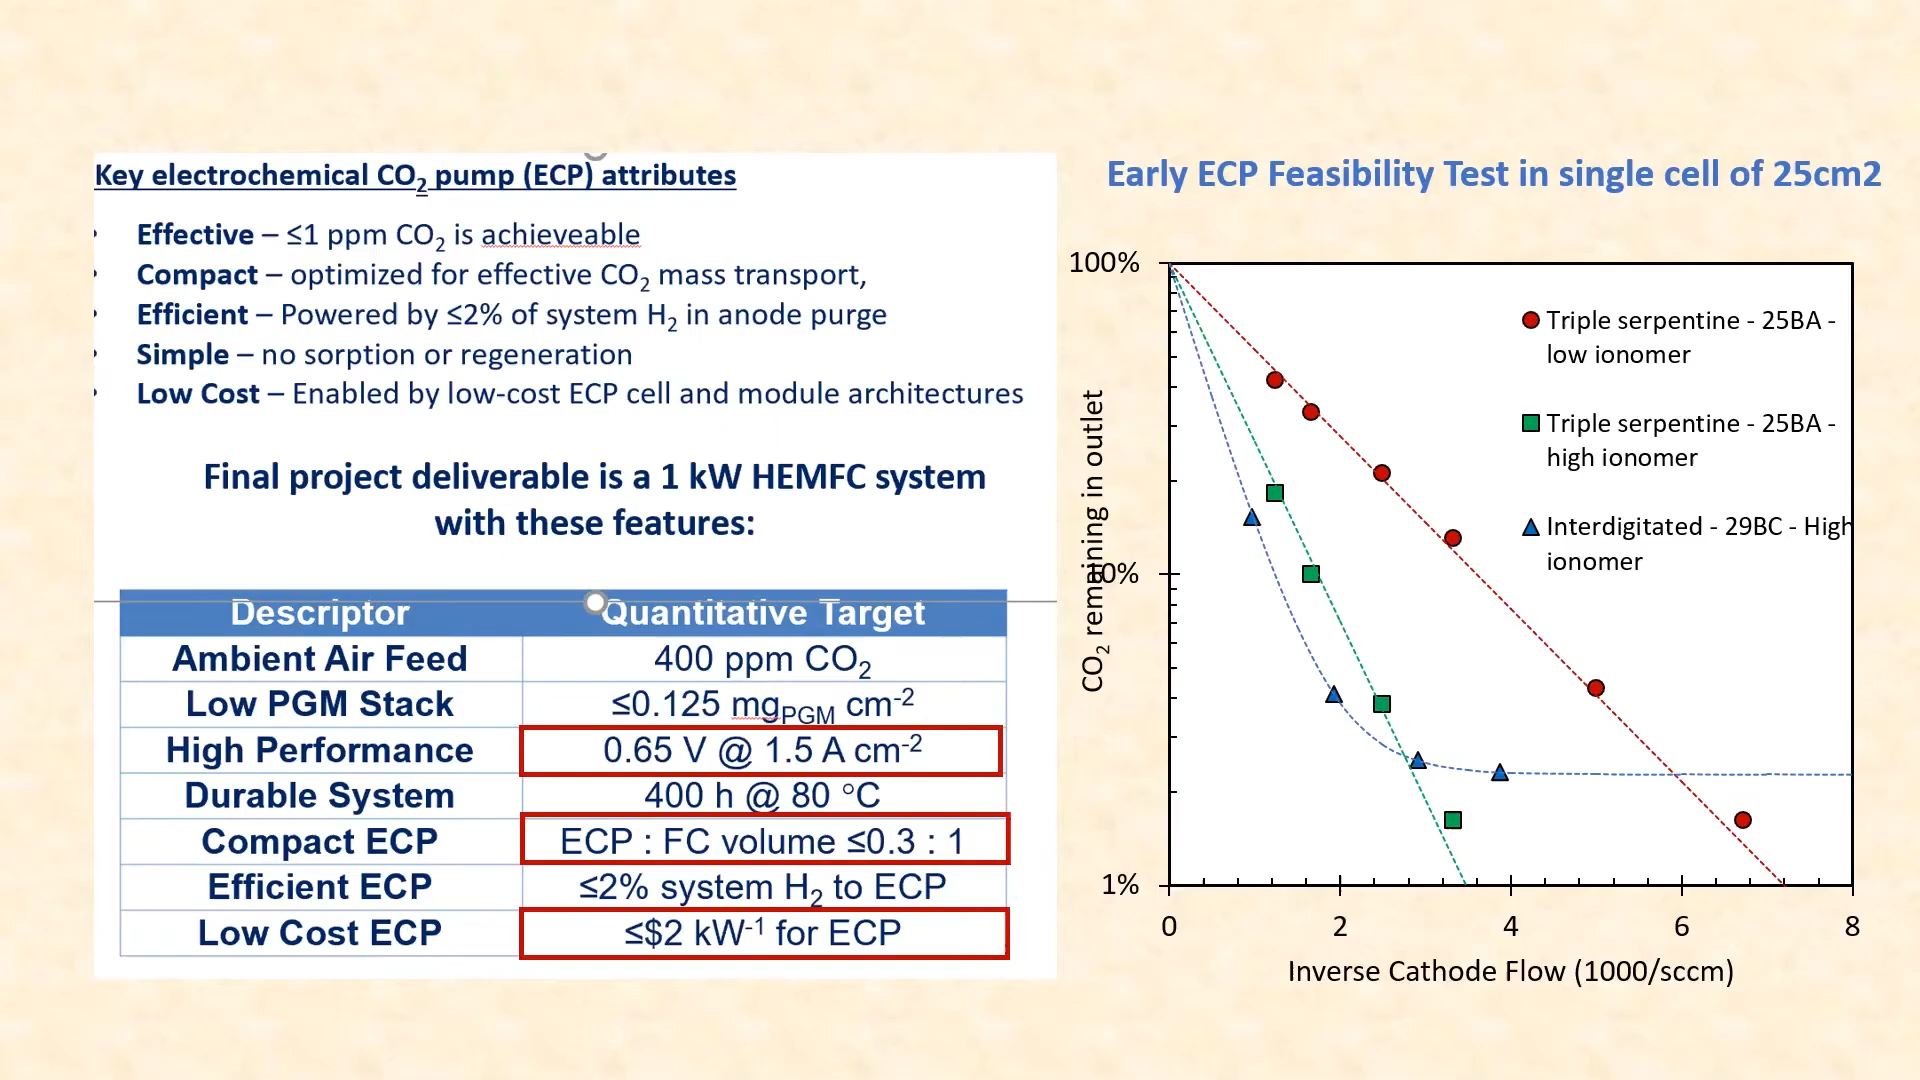 Key electrochemical CO2 pump (ECP) attributes
• Effective – ≤1 ppm CO2 is achieveable
• Compact – optimized for effective CO2 mass transport,
• Efficient – Powered by ≤2% of system H2 in anode purge
• Simple – no sorption or regeneration
• Low Cost – Enabled by low-cost ECP cell and module architectures
Final project deliverable is a 1 kW HEMFC system
with these features:
Descriptor Quantitative Target
Ambient Air Feed 400 ppm CO2
Low PGM Stack ≤0.125 mgPGM cm-2
High Performance 0.65 V @ 1.5 A cm-2
Durable System 400 h @ 80 °C
Compact ECP ECP : FC volume ≤0.3 : 1
Efficient ECP ≤2% system H2 to ECP
Low Cost ECP ≤$2 kW-1 for ECP
Early ECP Feasibility Test in single cell of 25cm2
100%
10%
1%
CO2 remaining in outlet
Triple serpentine - 25BA -
low ionomer
Triple serpentine - 25BA -
high ionomer
Interdigitated - 29BC - High
ionomer
0 2 4 6 8
Inverse Cathode Flow (1000/sccm)